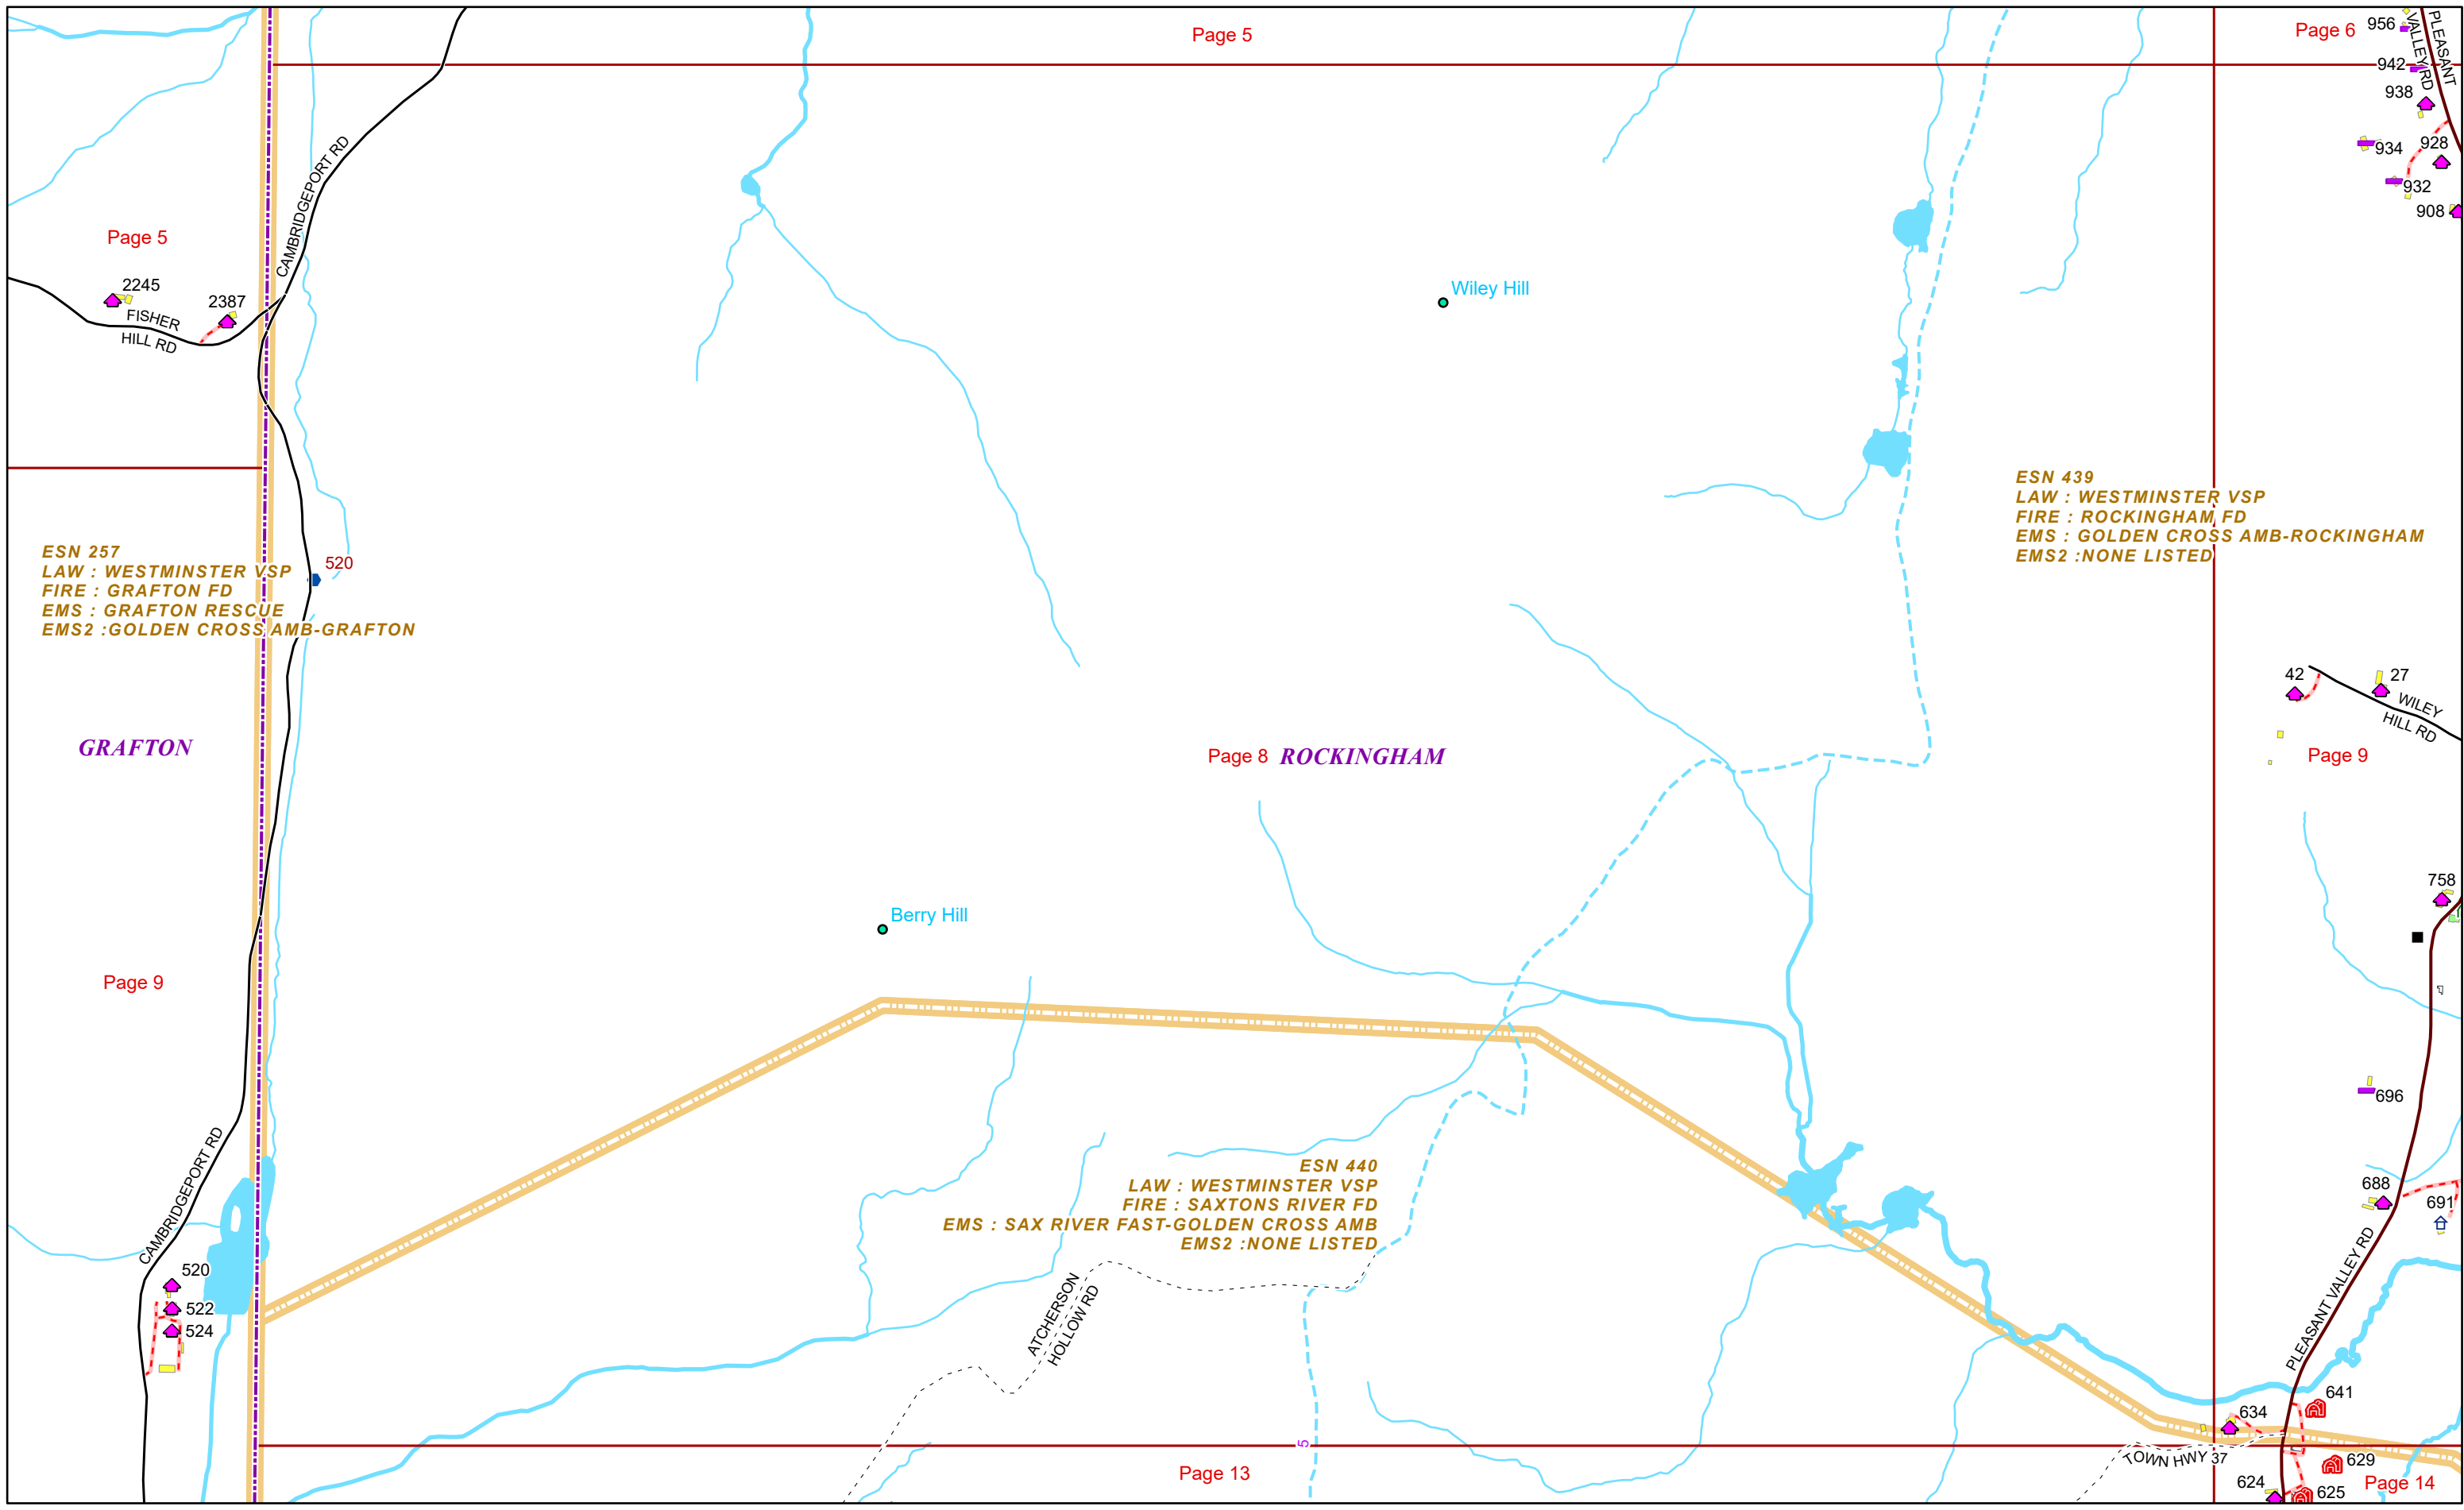 Page 5
Page 6
956
PLEASANT
VALLEY RD
942
938
934
928
932
908
CAMBRIDGEPORT RD
Page 5
2245
2387
FISHER
HILL RD
Wiley Hill
ESN 439
LAW : WESTMINSTER VSP
FIRE : ROCKINGHAM FD
EMS : GOLDEN CROSS AMB-ROCKINGHAM
EMS2 :NONE LISTED
ESN 257
LAW : WESTMINSTER VSP
FIRE : GRAFTON FD
EMS : GRAFTON RESCUE
EMS2 :GOLDEN CROSS AMB-GRAFTON
520
42
27
WILEY
HILL RD
GRAFTON
Page 8 ROCKINGHAM
Page 9
758
Berry Hill
Page 9
696
CAMBRIDGEPORT RD
ESN 440
LAW : WESTMINSTER VSP
FIRE : SAXTONS RIVER FD
EMS : SAX RIVER FAST-GOLDEN CROSS AMB
EMS2 :NONE LISTED
688
691
520
522
524
ATCHERSON
HOLLOW RD
PLEASANT VALLEY RD
641
634
5
TOWN HWY 37
629
Page 13
624
625
Page 14